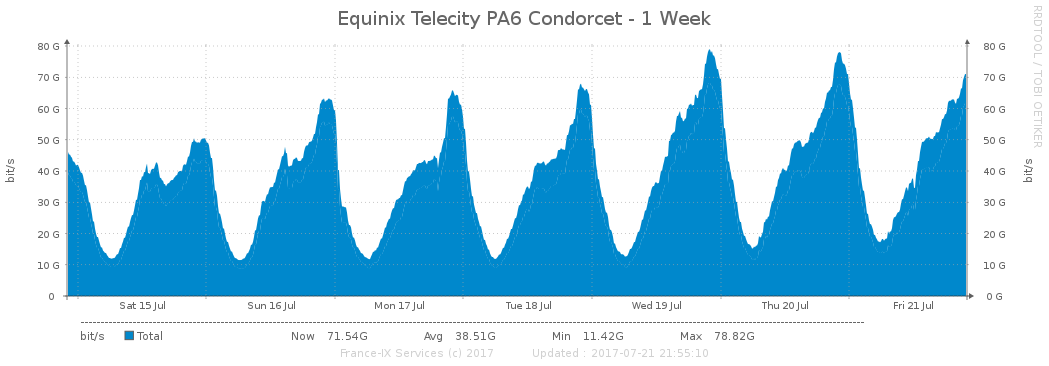 Equinix Telecity PA6 Condorcet - 1 Week
RRDTOOL / TOBI OETIKER
bit/s
80 G
70 G
60 G
50 G
40 G
30 G
20 G
10 G
0
80 G
70 G
60 G
50 G
40 G
30 G
20 G
10 G
0 G
bit/s
Sat 15 Jul Sun 16 Jul Mon 17 Jul Tue 18 Jul Wed 19 Jul Thu 20 Jul Fri 21 Jul
bit/s Total Now 71.54G Avg 38.51G Min 11.42G Max 78.82G
France-IX Services (c) 2017 Updated : 2017-07-21 21:55:10